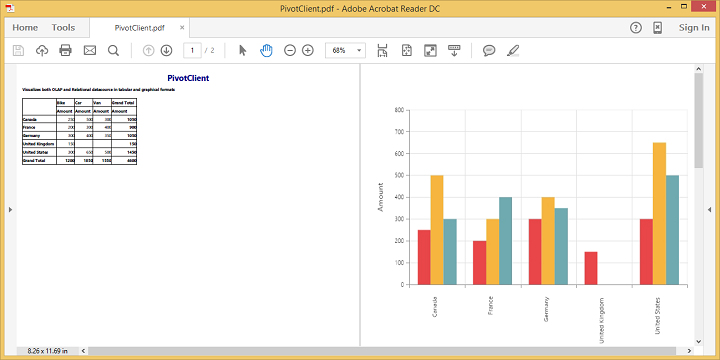 PivotClient.pdf - Adobe Acrobat Reader DC
Home Tools PivotClient.pdf × ? Sign In
1 / 2 68%
PivotClient
Visualizes both OLAP and Relational datasource in tabular and graphical formats
Bike Car Van Grand Total
Amount Amount Amount Amount
Canada 250 500 300 1050
France 200 300 400 900
Germany 300 400 350 1050
United Kingdom 150 150
United States 300 650 500 1450
Grand Total 1200 1850 1550 4600
Amount
800
700
600
500
400
300
200
100
0
Canada
France
Germany
United Kingdom
United States
8.26 x 11.69 in